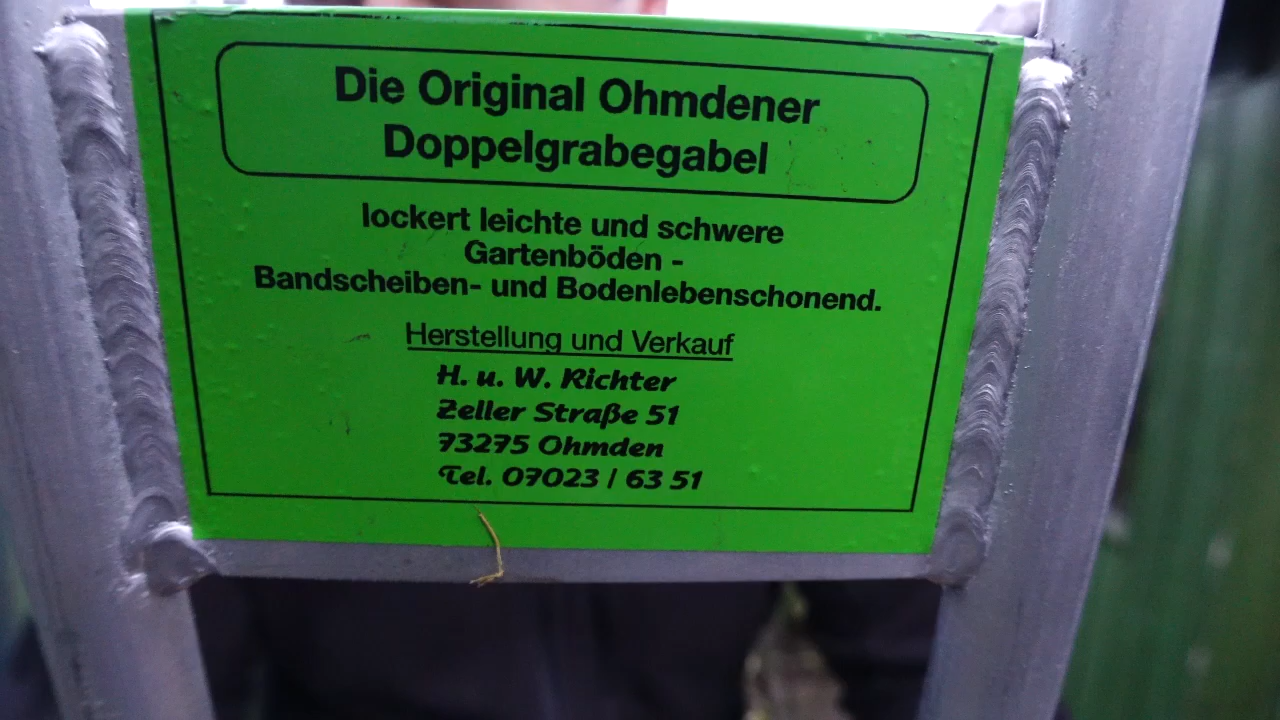 Die Original Ohmdener
Doppelgrabegabel
lockert leichte und schwere
Gartenböden -
Bandscheiben- und Bodenlebenschonend.
Herstellung und Verkauf
H. u. W. Richter
Zeller Straße 51
73275 Ohmden
Tel. 07023 / 63 51